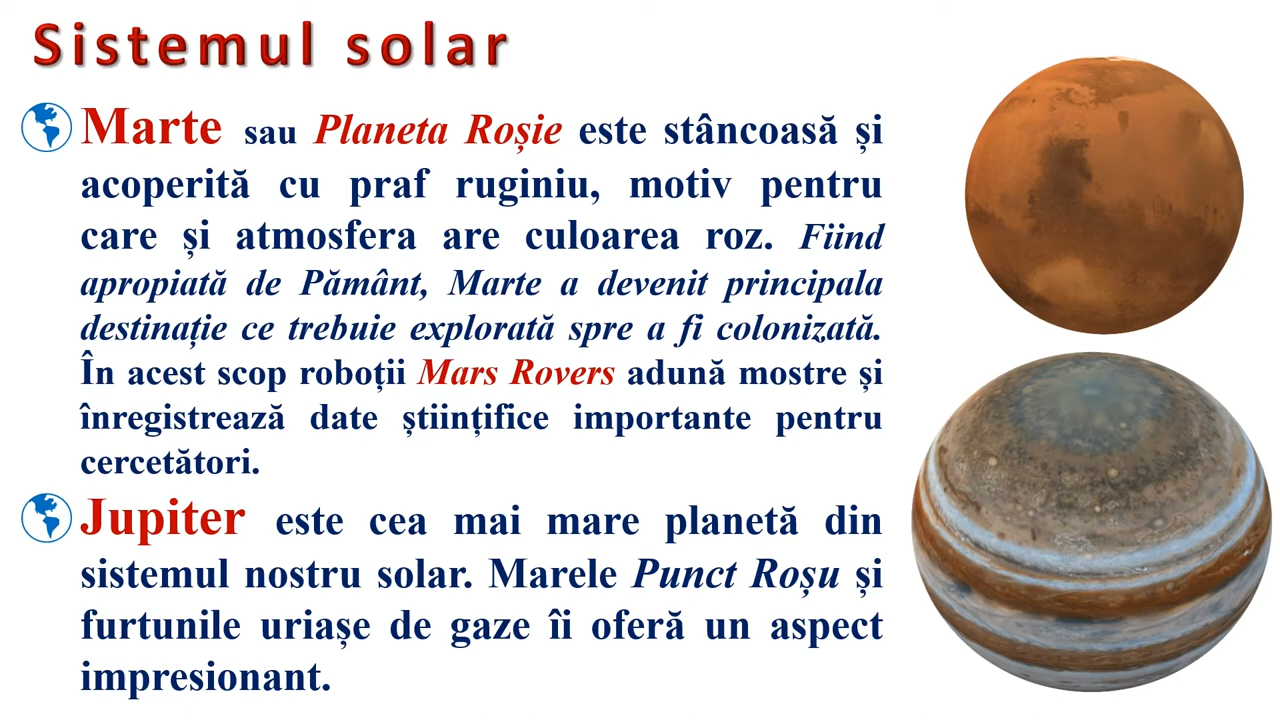 Sistemul solar
Marte sau Planeta Roșie este stâncoasă și
acoperită cu praf ruginiu, motiv pentru
care și atmosfera are culoarea roz. Fiind
apropiată de Pământ, Marte a devenit principala
destinație ce trebuie explorată spre a fi colonizată.
În acest scop roboții Mars Rovers adună mostre și
înregistrează date științifice importante pentru
cercetători.
Jupiter este cea mai mare planetă din
sistemul nostru solar. Marele Punct Roșu și
furtunile uriașe de gaze îi oferă un aspect
impresionant.